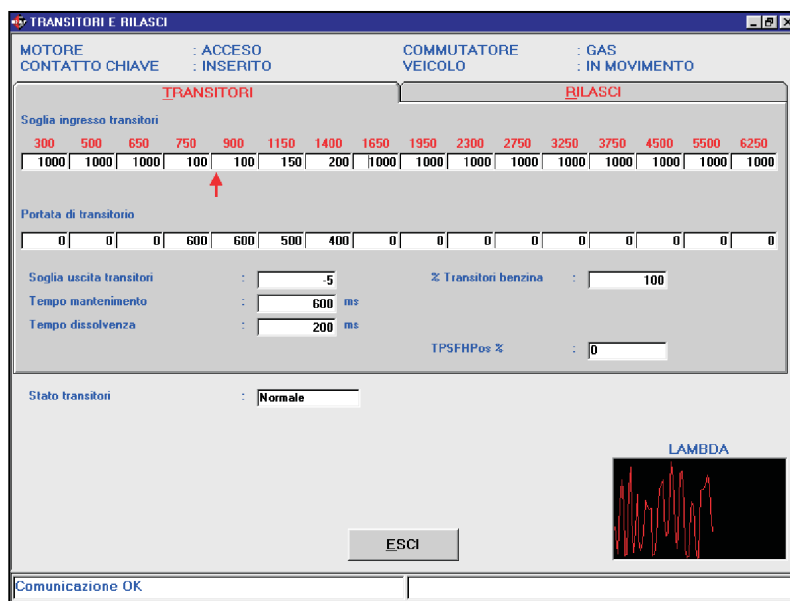 TRANSITORI E RILASCI
MOTORE : ACCESO COMMUTATORE : GAS
CONTATTO CHIAVE : INSERITO VEICOLO : IN MOVIMENTO
TRANSITORI RILASCI
Soglia ingresso transitori
300 500 650 750 900 1150 1400 1650 1950 2300 2750 3250 3750 4500 5500 6250
1000 1000 1000 100 100 150 200 1000 1000 1000 1000 1000 1000 1000 1000 1000
Portata di transitorio
0 0 0 600 600 500 400 0 0 0 0 0 0 0 0 0
Soglia uscita transitori : -5 % Transitori benzina : 100
Tempo mantenimento : 600 ms
Tempo dissolvenza : 200 ms
TPSFHPos % : 0
Stato transitori : Normale
LAMBDA
ESCI
Comunicazione OK